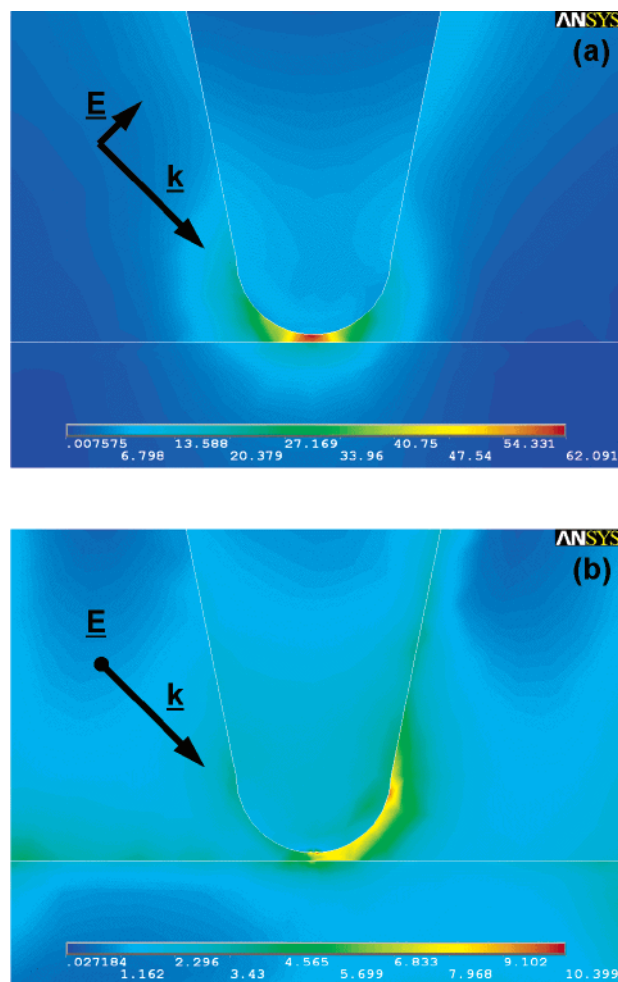 ANSYS
(a)
E
k
.007575 13.588 27.169 40.75 54.331
6.798 20.379 33.96 47.54 62.091
ANSYS
(b)
E
k
.027184 2.296 4.565 6.833 9.102
1.162 3.43 5.699 7.968 10.399